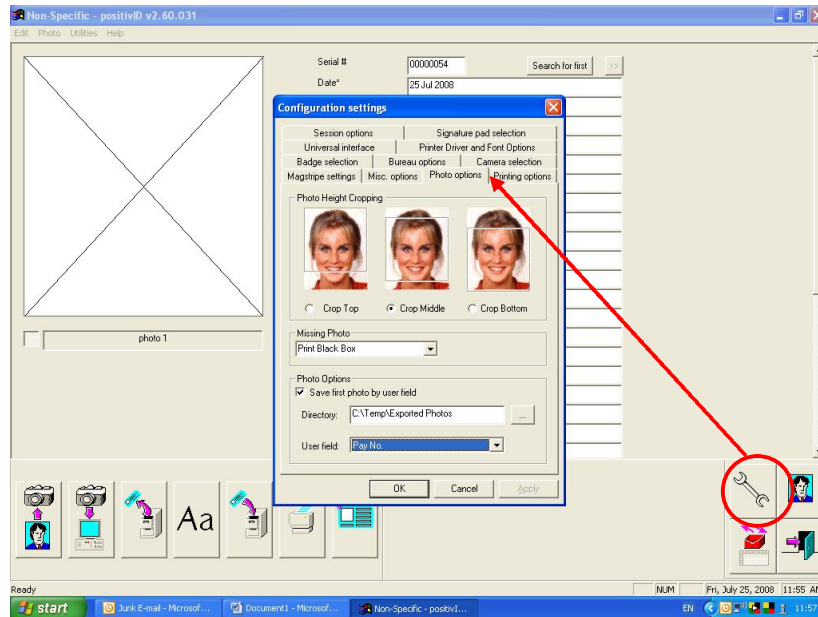 Non-Specific - positivID v2.60.031
Edit Photo Utilities Help
Serial # 00000054 Search for first >>
Date* 25 Jul 2008
Configuration settings
Session options Signature pad selection
Universal interface Printer Driver and Font Options
Badge selection Bureau options Camera selection
Magstripe settings Misc. options Photo options Printing options
Photo Height Cropping
Crop Top Crop Middle Crop Bottom
photo 1
Missing Photo
Print Black Box
Photo Options
Save first photo by user field
Directory: C:\Temp\Exported Photos ...
User field: Pay No.
OK Cancel Apply
Aa
Ready NUM Fri, July 25, 2008 11:55 AM
start Junk E-mail - Microsof... Document1 - Microsof... Non-Specific - positivI... EN 11:57